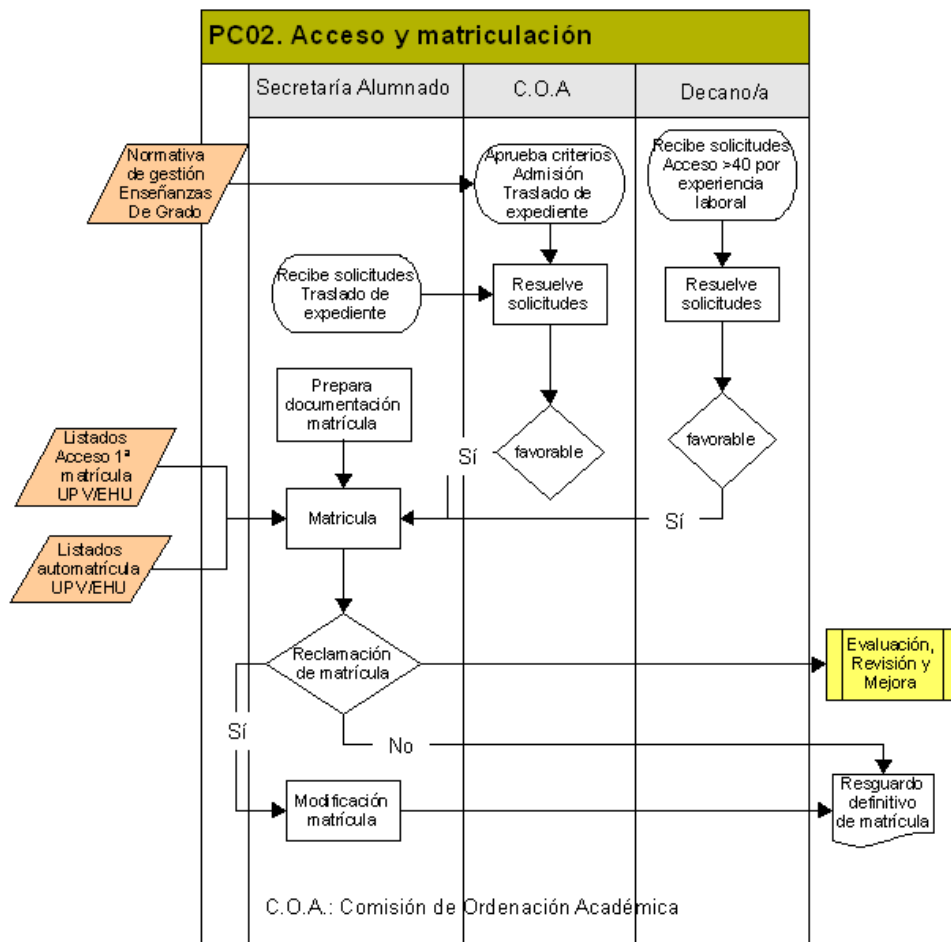 PC02. Acceso y matriculación
Secretaría Alumnado
C.O.A
Decano/a
Normativa
de gestión
Enseñanzas
De Grado
Aprueba criterios
Admisión
Traslado de
expediente
Recibe solicitudes
Acceso >40 por
experiencia
laboral
Recibe solicitudes
Traslado de
expediente
Resuelve
solicitudes
Resuelve
solicitudes
Prepara
documentación
matrícula
Listados
Acceso 1ª
matrícula
UPV/EHU
Sí
favorable
favorable
Matricula
Sí
Listados
automatrícula
UPV/EHU
Reclamación
de matrícula
Evaluación,
Revisión y
Mejora
Sí
No
Modificación
matrícula
Resguardo
definitivo
de matrícula
C.O.A.: Comisión de Ordenación Académica